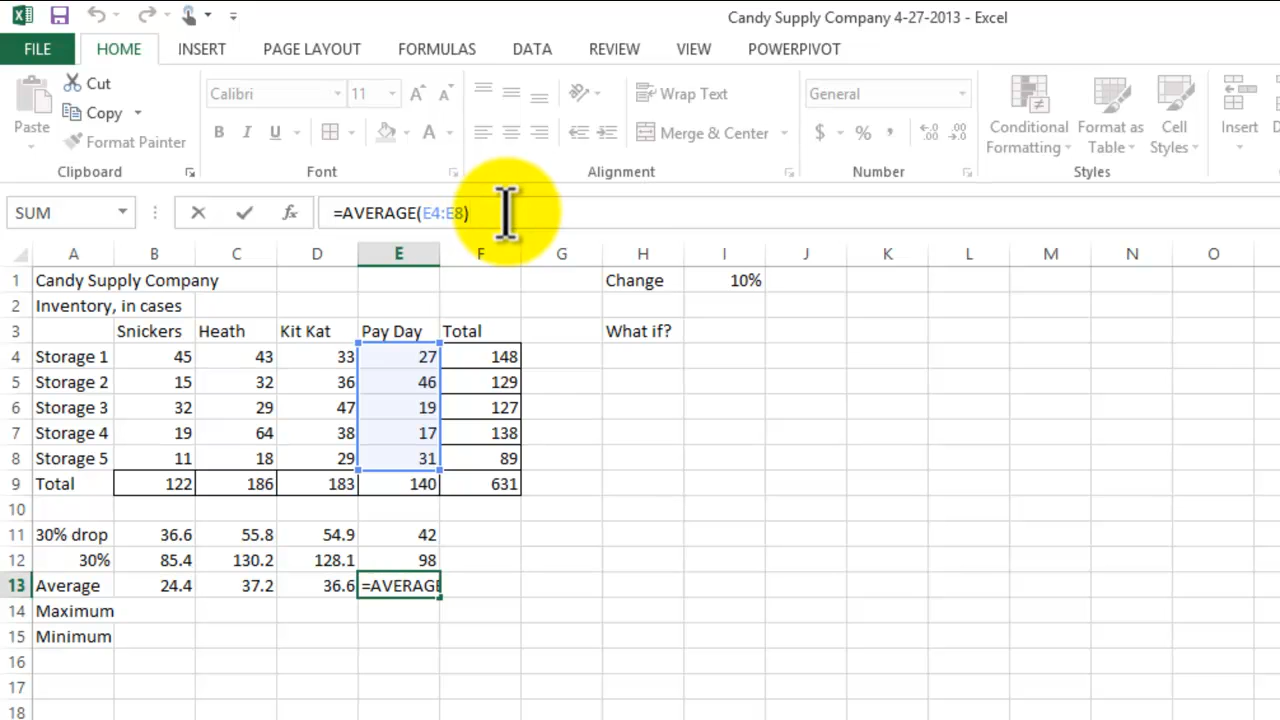 Candy Supply Company 4-27-2013 - Excel
FILE HOME INSERT PAGE LAYOUT FORMULAS DATA REVIEW VIEW POWERPIVOT
Cut
Calibri 11 Wrap Text General
Copy
Paste Format Painter B I U A Merge & Center $ % , Conditional Formatting Format as Table Cell Styles Insert
Clipboard Font Alignment Number Styles
SUM fx =AVERAGE(E4:E8)
A B C D E F G H I J K L M N O
1 Candy Supply Company Change 10%
2 Inventory, in cases
3 Snickers Heath Kit Kat Pay Day Total What if?
4 Storage 1 45 43 33 27 148
5 Storage 2 15 32 36 46 129
6 Storage 3 32 29 47 19 127
7 Storage 4 19 64 38 17 138
8 Storage 5 11 18 29 31 89
9 Total 122 186 183 140 631
10
11 30% drop 36.6 55.8 54.9 42
12 30% 85.4 130.2 128.1 98
13 Average 24.4 37.2 36.6 =AVERAGE
14 Maximum
15 Minimum
16
17
18